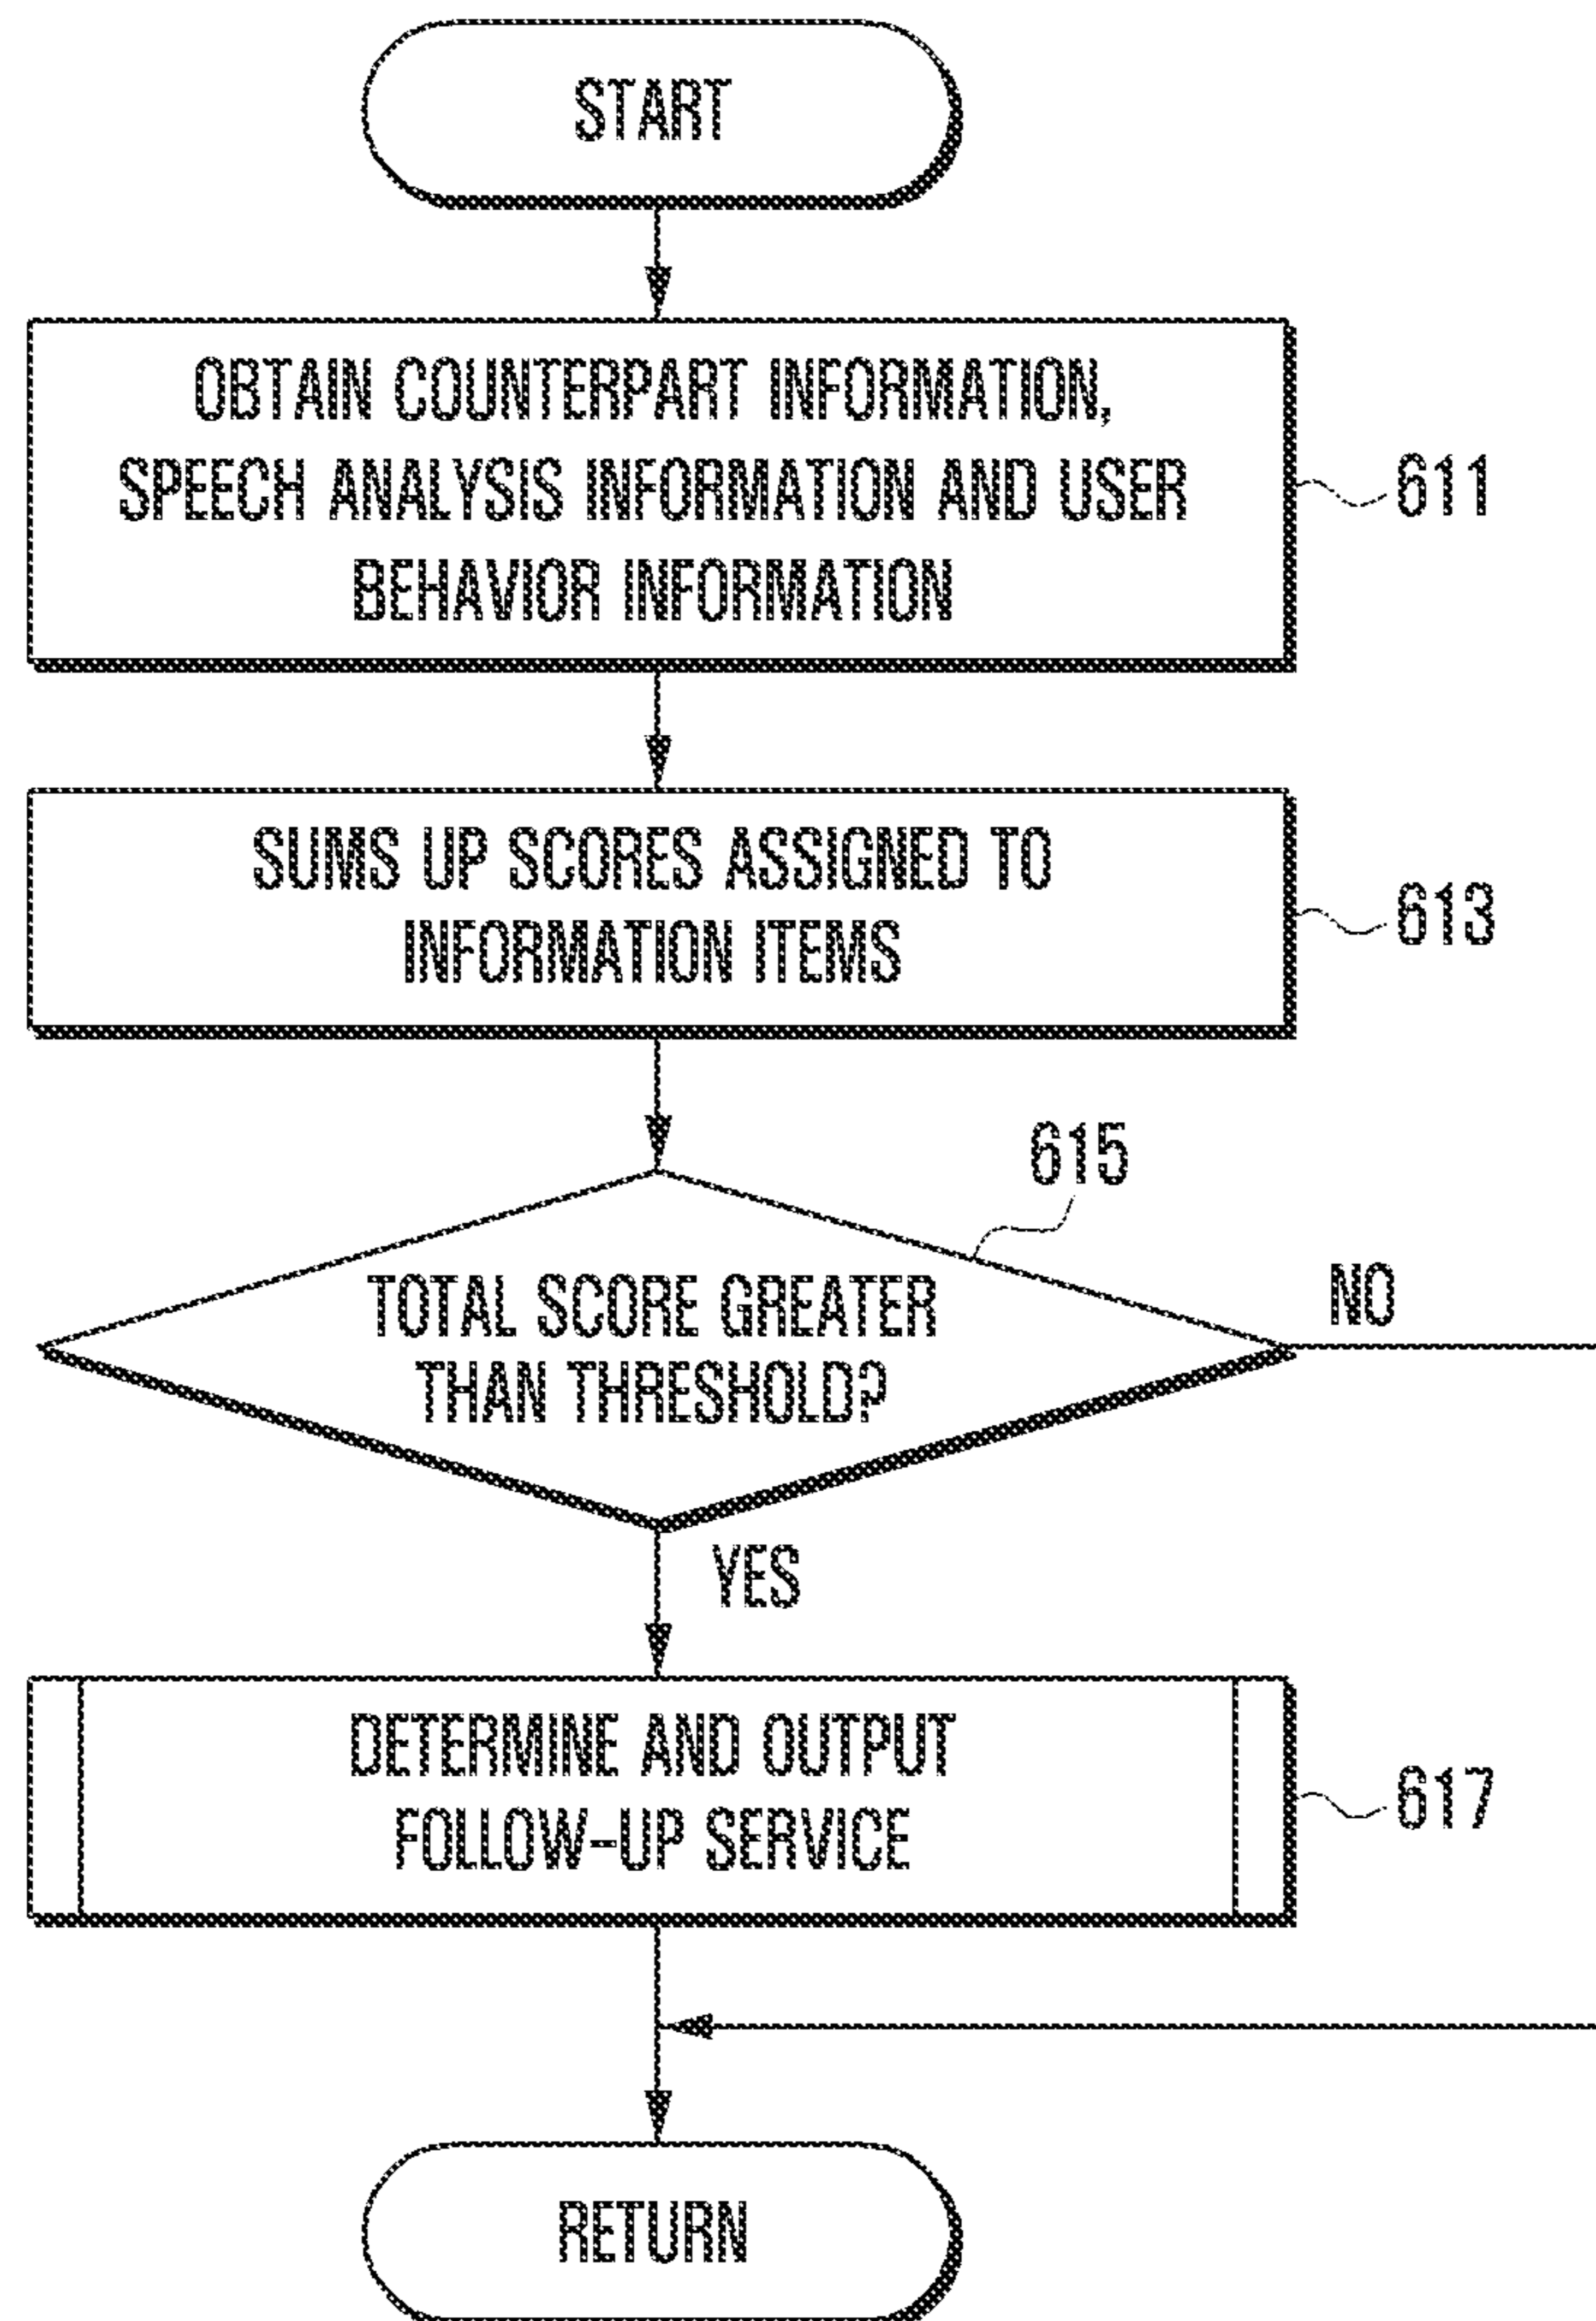 START
OBTAIN COUNTERPART INFORMATION,
SPEECH ANALYSIS INFORMATION AND USER
BEHAVIOR INFORMATION
611
SUMS UP SCORES ASSIGNED TO
INFORMATION ITEMS
613
615
TOTAL SCORE GREATER
THAN THRESHOLD?
NO
YES
DETERMINE AND OUTPUT
FOLLOW-UP SERVICE
617
RETURN